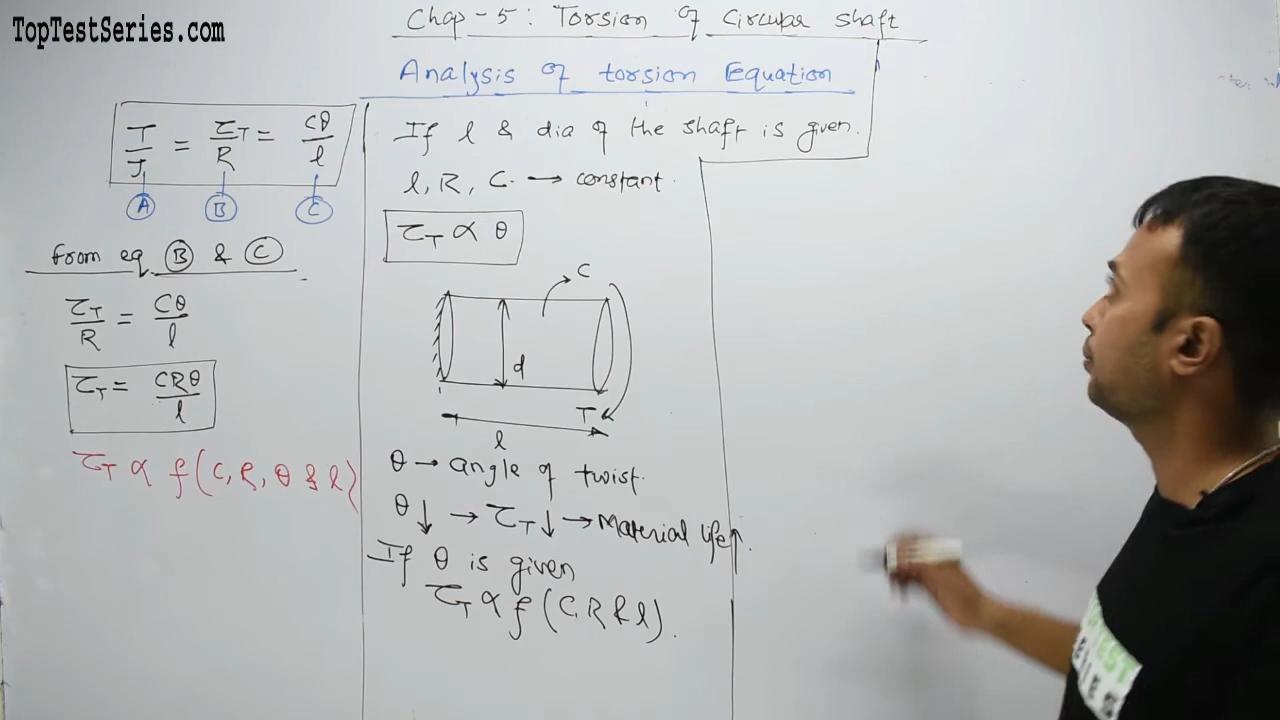 TopTestSeries.com
Chap-5: Torsion of Circular shaft
Analysis of torsion Equation
T/J = τT/R = Cθ/l
A B C
from eq B & C
τT/R = Cθ/l
τT = CRθ/l
τT ∝ f(C, R, θ & l)
If l & dia of the shaft is given.
l, R, C. → constant.
τT ∝ θ
C
d
T
l
θ → angle of twist.
θ↓ → τT↓ → Material life↑.
If θ is given
τT ∝ f(C, R & l).